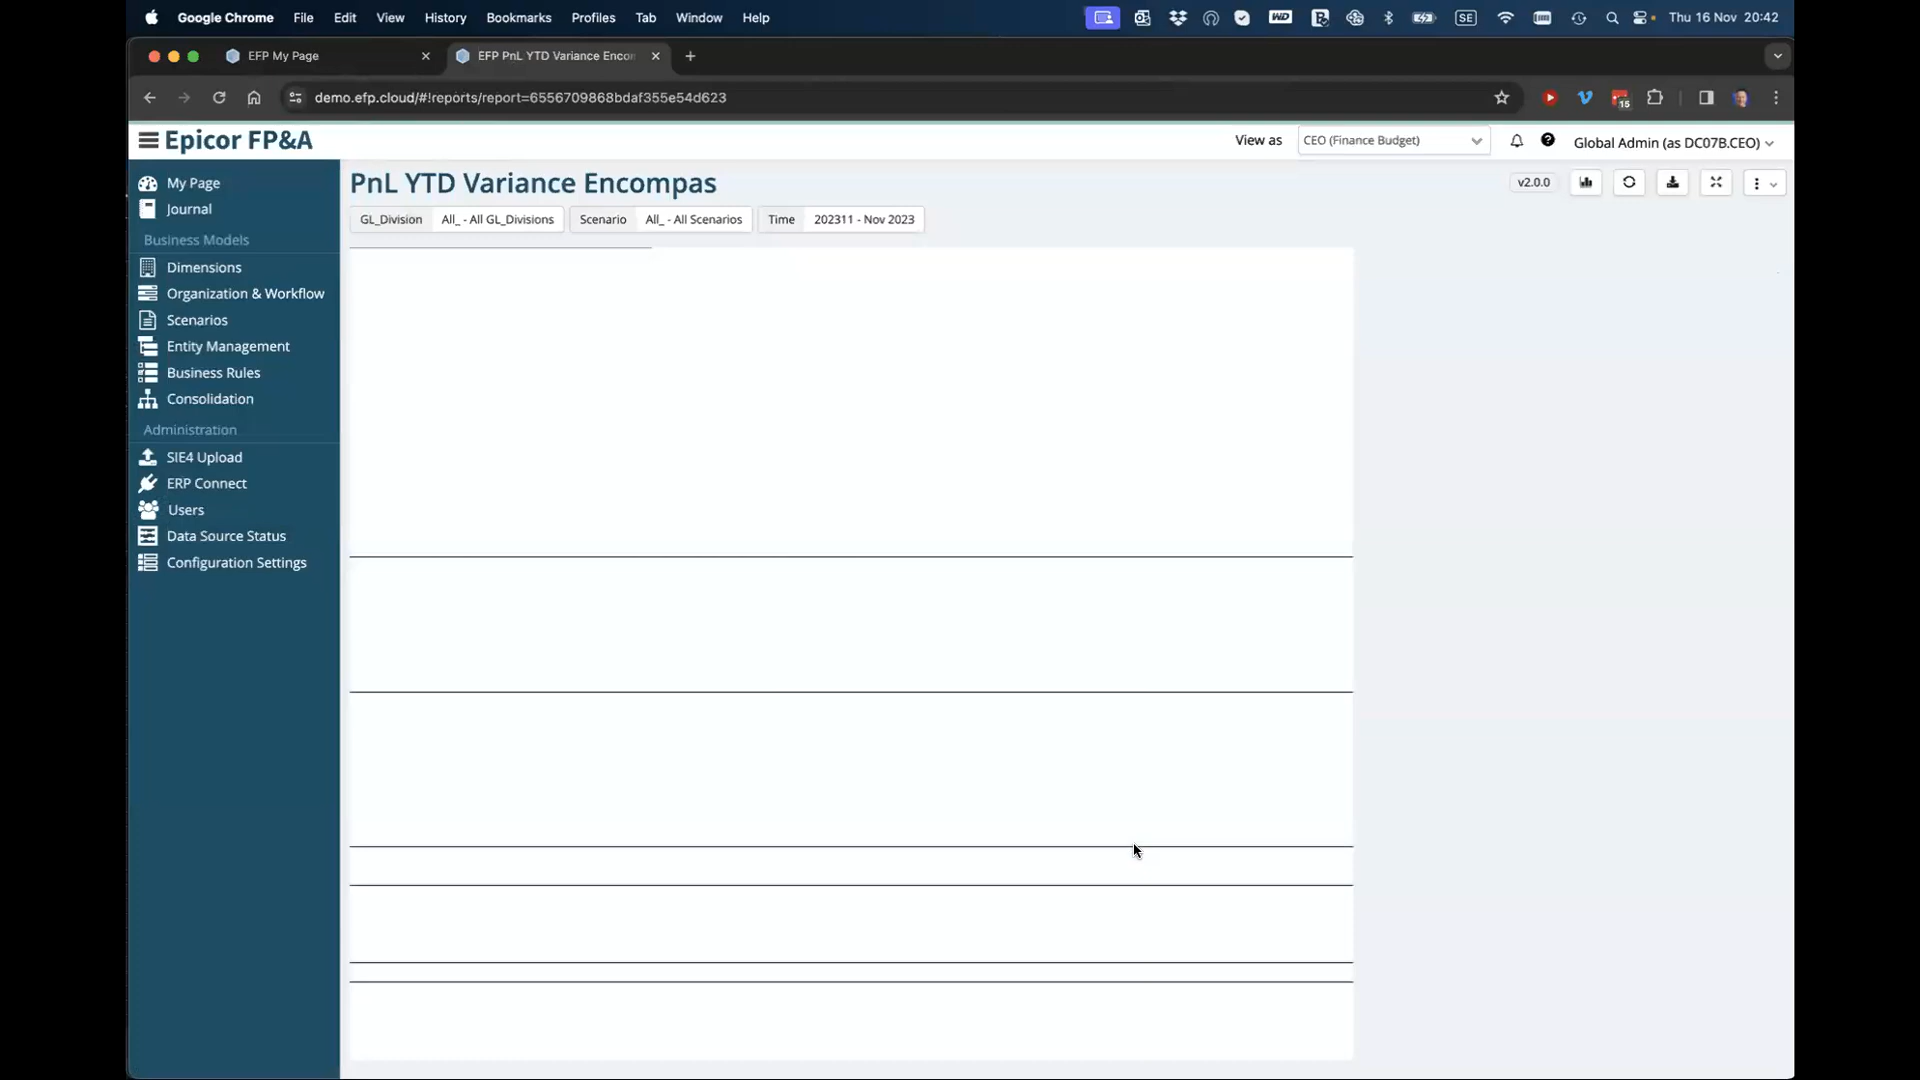 Google Chrome File Edit View History Bookmarks Profiles Tab Window Help WD SE Thu 16 Nov 20:42
EFP My Page EFP PnL YTD Variance Encom
demo.efp.cloud/#!reports/report=6556709868bdaf355e54d623 15
Epicor FP&A View as CEO (Finance Budget) Global Admin (as DC07B.CEO)
PnL YTD Variance Encompas v2.0.0
GL_Division All_ - All GL_Divisions Scenario All_ - All Scenarios Time 202311 - Nov 2023
My Page
Journal
Business Models
Dimensions
Organization & Workflow
Scenarios
Entity Management
Business Rules
Consolidation
Administration
SIE4 Upload
ERP Connect
Users
Data Source Status
Configuration Settings